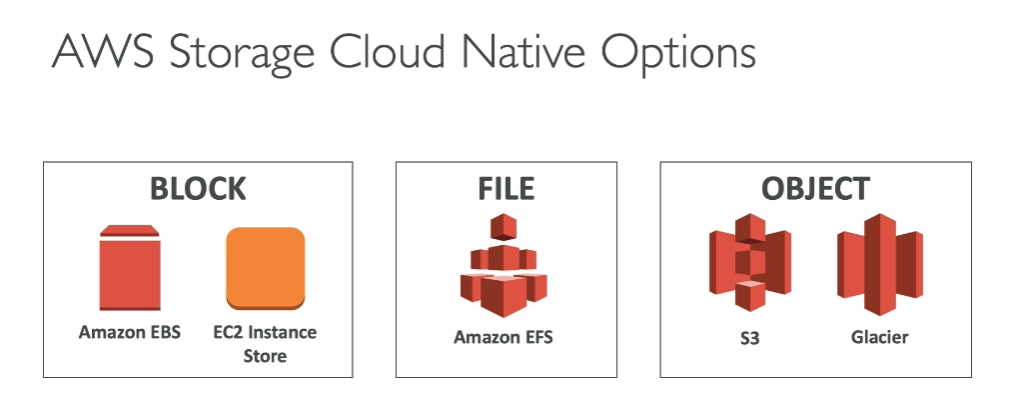 AWS Storage Cloud Native Options
BLOCK
Amazon EBS
EC2 Instance
Store
FILE
Amazon EFS
OBJECT
S3
Glacier